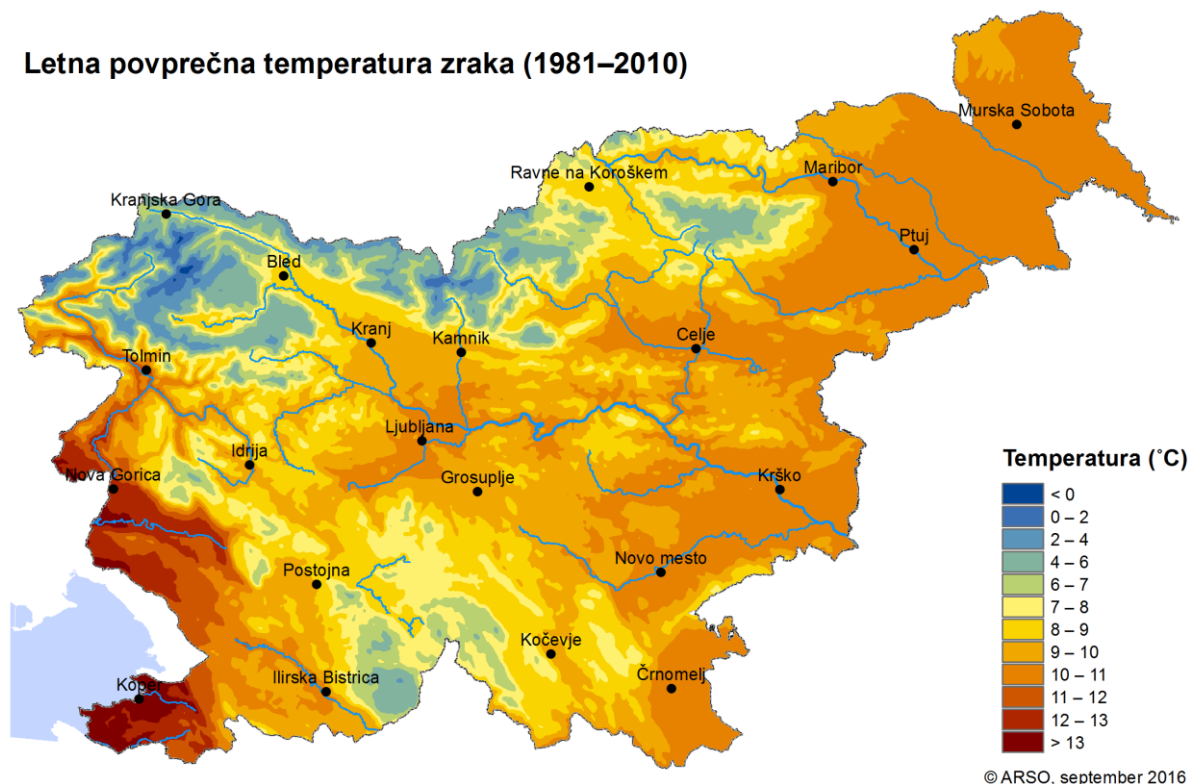 Letna povprečna temperatura zraka (1981–2010)
Murska Sobota
Ravne na Koroškem
Maribor
Kranjska Gora
Ptuj
Bled
Kranj
Kamnik
Celje
Tolmin
Ljubljana
Idrija
Nova Gorica
Grosuplje
Krško
Novo mesto
Postojna
Kočevje
Črnomelj
Koper
Ilirska Bistrica
Temperatura (˚C)
< 0
0 – 2
2 – 4
4 – 6
6 – 7
7 – 8
8 – 9
9 – 10
10 – 11
11 – 12
12 – 13
> 13
© ARSO, september 2016